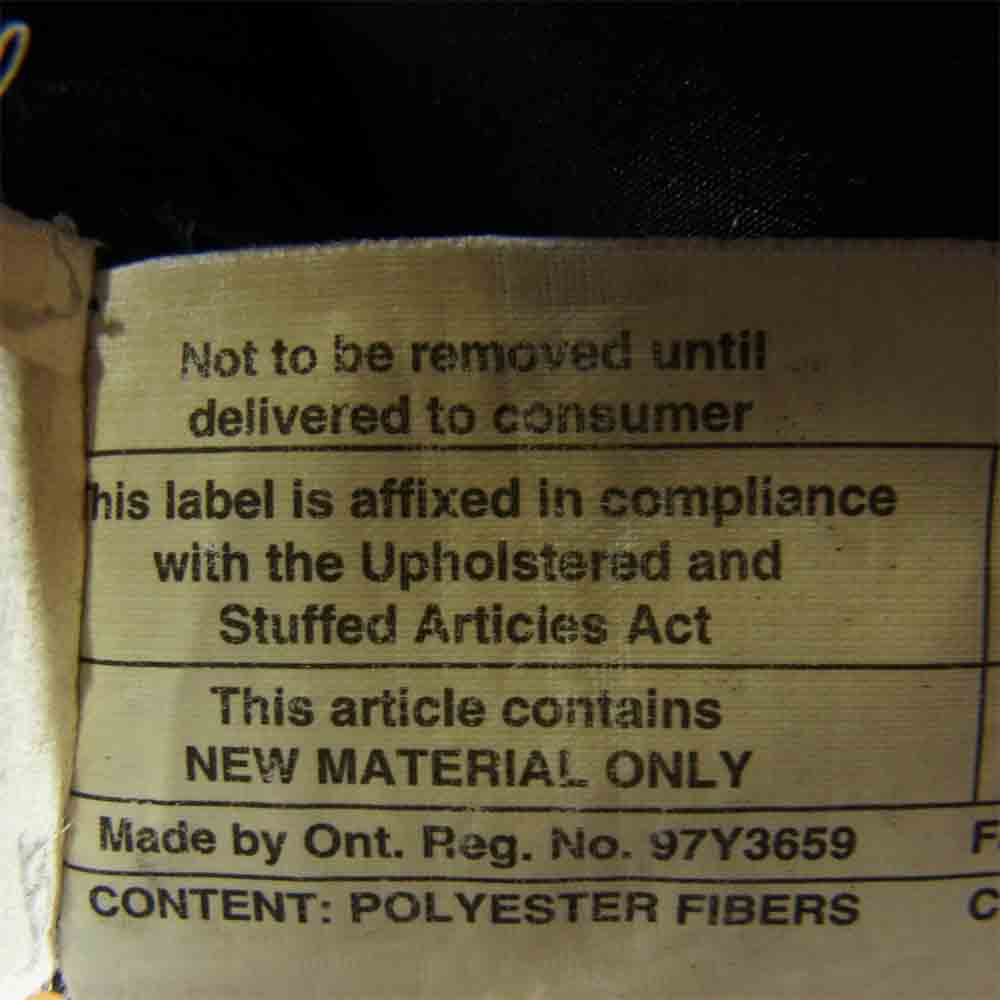 Not to be removed until
delivered to consumer
This label is affixed in compliance
with the Upholstered and
Stuffed Articles Act
This article contains
NEW MATERIAL ONLY
Made by Ont. Reg. No. 97Y3659
CONTENT: POLYESTER FIBERS